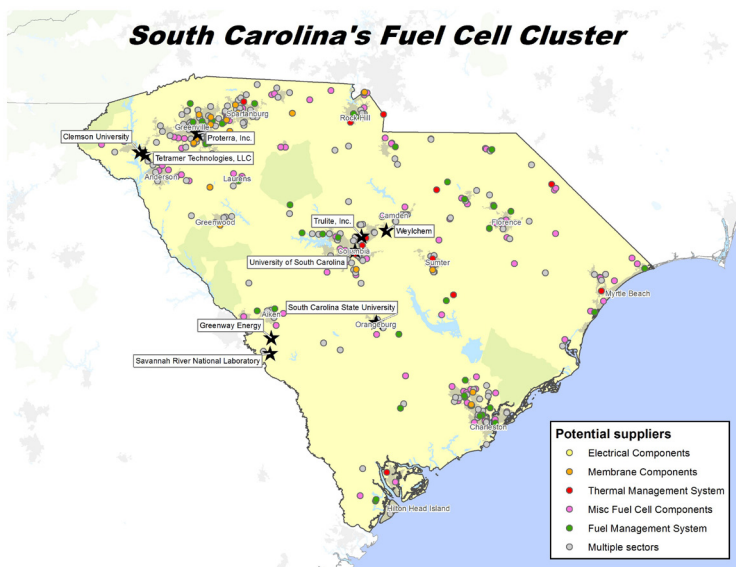 South Carolina's Fuel Cell Cluster
Spartanburg
Rock Hill
Greenville
Clemson University
Proterra, Inc.
Tetramer Technologies, LLC
Anderson
Laurens
Greenwood
Camden
Trulite, Inc.
Florence
Weylchem
Columbia
University of South Carolina
Sumter
Myrtle Beach
South Carolina State University
Aiken
Greenway Energy
Orangeburg
Savannah River National Laboratory
Charleston
Hilton Head Island
Potential suppliers
Electrical Components
Membrane Components
Thermal Management System
Misc Fuel Cell Components
Fuel Management System
Multiple sectors